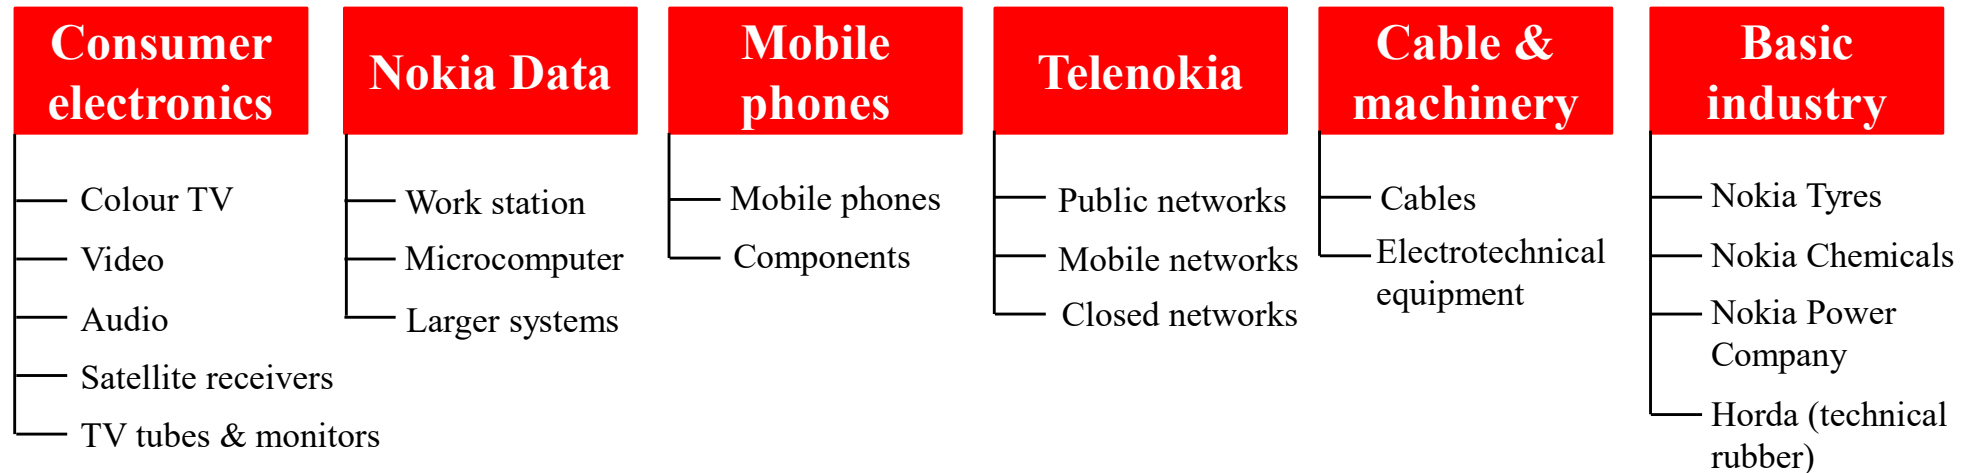 Consumer
electronics
Colour TV
Video
Audio
Satellite receivers
TV tubes & monitors
Nokia Data
Work station
Microcomputer
Larger systems
Mobile
phones
Mobile phones
Components
Telenokia
Public networks
Mobile networks
Closed networks
Cable &
machinery
Cables
Electrotechnical
equipment
Basic
industry
Nokia Tyres
Nokia Chemicals
Nokia Power
Company
Horda (technical
rubber)